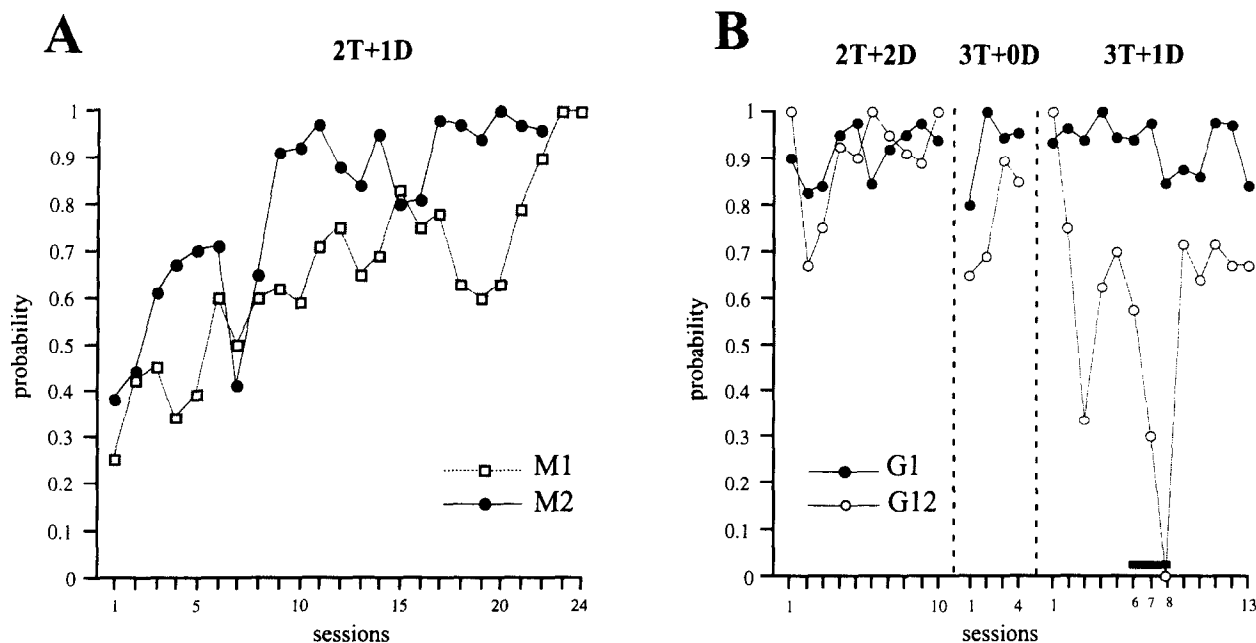 A
2T+1D
1
0.9
0.8
0.7
0.6
0.5
0.4
0.3
0.2
0.1
0
probability
1 5 10 15 20 24
sessions
M1
M2
B
2T+2D 3T+0D 3T+1D
1
0.9
0.8
0.7
0.6
0.5
0.4
0.3
0.2
0.1
0
probability
1 10 1 4 1 6 7 8 13
sessions
G1
G12